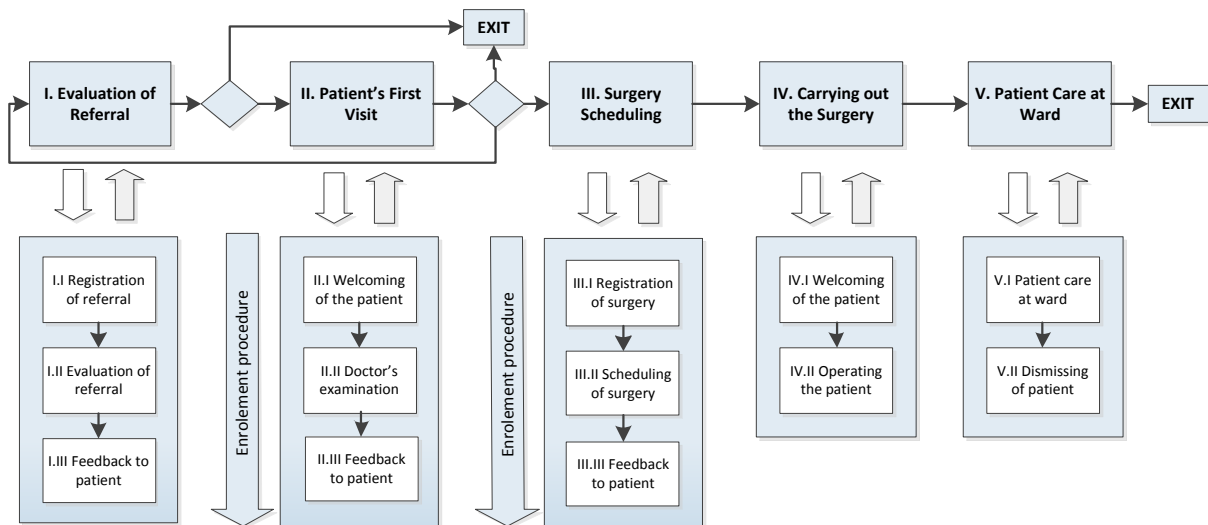 EXIT
I. Evaluation of
Referral
II. Patient's First
Visit
III. Surgery
Scheduling
IV. Carrying out
the Surgery
V. Patient Care at
Ward
EXIT
I.I Registration
of referral
I.II Evaluation of
referral
I.III Feedback to
patient
Enrolement procedure
II.I Welcoming
of the patient
II.II Doctor's
examination
II.III Feedback
to patient
Enrolement procedure
III.I Registration
of surgery
III.II Scheduling
of surgery
III.III Feedback
to patient
IV.I Welcoming
of the patient
IV.II Operating
the patient
V.I Patient care
at ward
V.II Dismissing
of patient